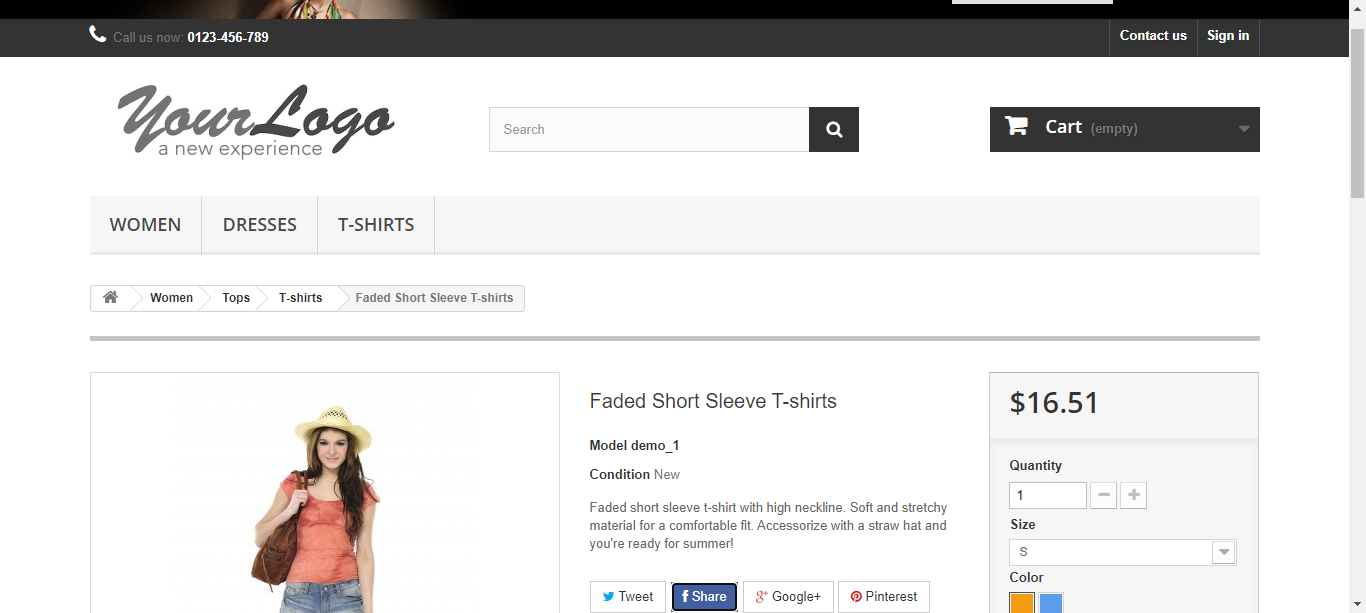 Call us now: 0123-456-789
Contact us
Sign in
YourLogo
a new experience
Search
Cart (empty)
WOMEN
DRESSES
T-SHIRTS
Women
Tops
T-shirts
Faded Short Sleeve T-shirts
Faded Short Sleeve T-shirts
Model demo_1
Condition New
Faded short sleeve t-shirt with high neckline. Soft and stretchy
material for a comfortable fit. Accessorize with a straw hat and
you're ready for summer!
Tweet
Share
Google+
Pinterest
$16.51
Quantity
1
Size
S
Color